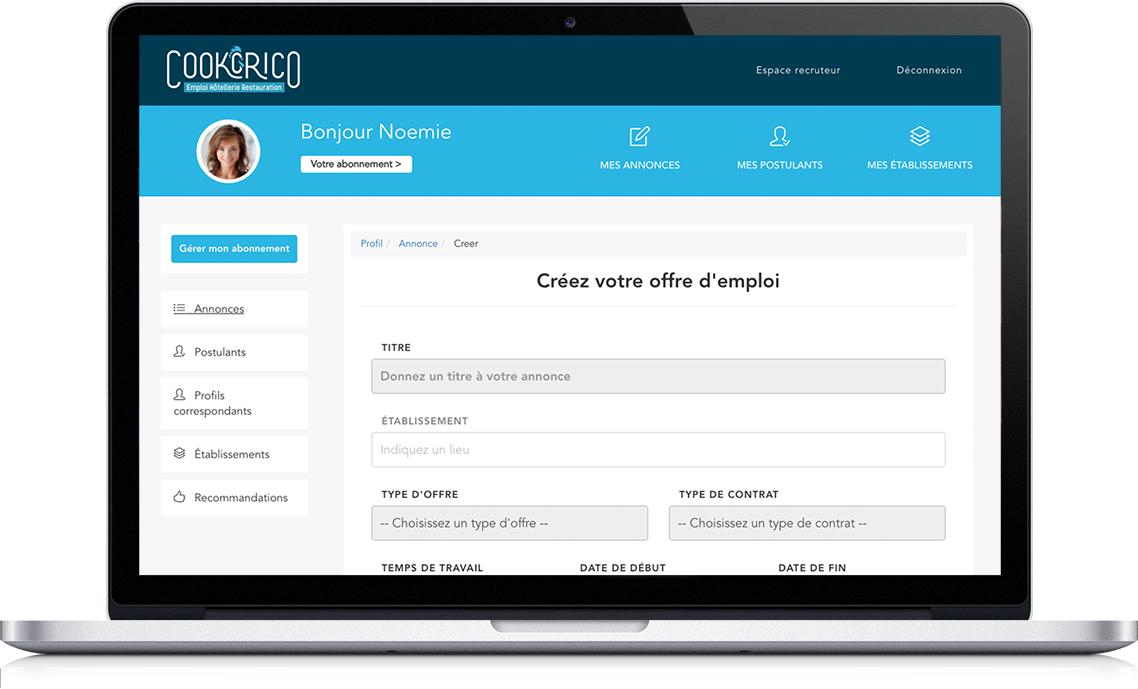 COOKORICO
Emploi Hôtellerie Restauration
Espace recruteur
Déconnexion
Bonjour Noemie
Votre abonnement >
MES ANNONCES
MES POSTULANTS
MES ÉTABLISSEMENTS
Gérer mon abonnement
Annonces
Postulants
Profils
correspondants
Établissements
Recommandations
Profil / Annonce / Creer
Créez votre offre d'emploi
TITRE
Donnez un titre à votre annonce
ÉTABLISSEMENT
Indiquez un lieu
TYPE D'OFFRE
TYPE DE CONTRAT
-- Choisissez un type d'offre --
-- Choisissez un type de contrat --
TEMPS DE TRAVAIL
DATE DE DÉBUT
DATE DE FIN